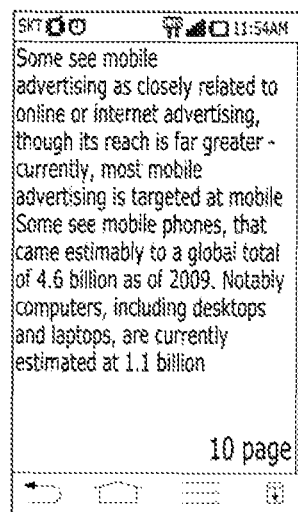 SKT 11:54AM
Some see mobile
advertising as closely related to
online or internet advertising,
though its reach is far greater -
currently, most mobile
advertising is targeted at mobile
Some see mobile phones, that
came estimably to a global total
of 4.6 billion as of 2009. Notably
computers, including desktops
and laptops, are currently
estimated at 1.1 billion
10 page